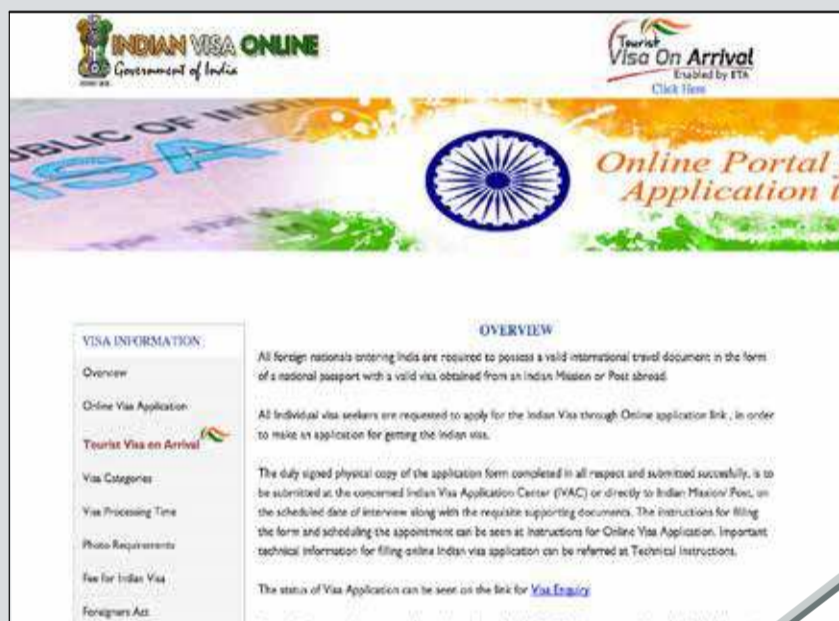 INDIAN VISA ONLINE
Government of India
Tourist
Visa On Arrival
Enabled by ETA
Click Here
UBLIC OF INDI
ISA
Online Portal
Application
VISA INFORMATION
Overview
Online Visa Application
Tourist Visa on Arrival
Visa Categories
Visa Processing Time
Photo Requirements
Fee for Indian Visa
Foreigners Act
OVERVIEW
All foreign nationals entering India are required to possess a valid international travel document in the form
of a national passport with a valid visa obtained from an Indian Mission or Post abroad.
All Individual visa seekers are requested to apply for the Indian Visa through Online application link , in order
to make an application for getting the Indian visa.
The duly signed physical copy of the application form completed in all respect and submitted succesfully, is to
be submitted at the concerned Indian Visa Application Center (IVAC) or directly to Indian Mission/ Post, on
the scheduled date of interview along with the requisite supporting documents. The instructions for filling
the form and scheduling the appointment can be seen at Instructions for Online Visa Application. Important
technical information for filling online Indian visa application can be referred at Technical Instructions.
The status of Visa Application can be seen on the link for Visa Enquiry